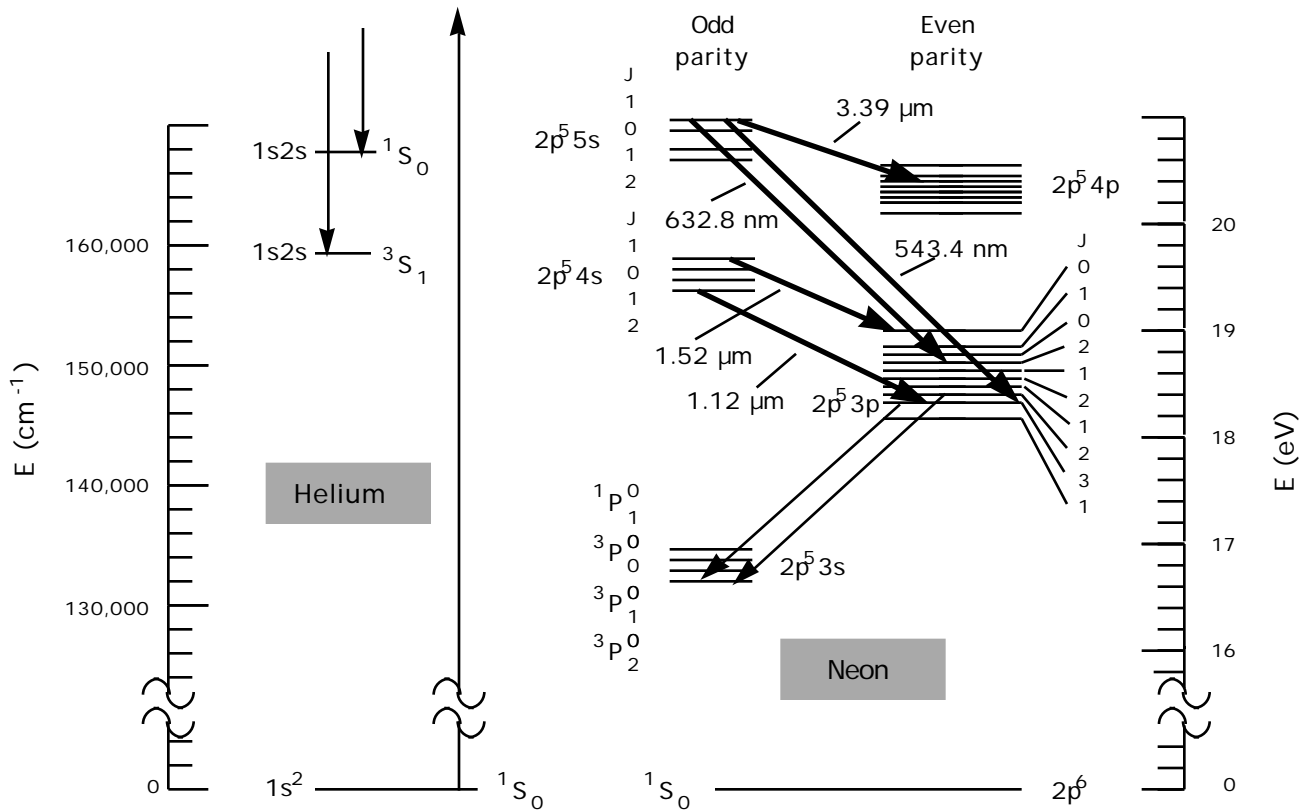 Odd
parity
Even
parity
J
1
0
1
2
2p⁵5s
3.39 µm
1s2s ¹S₀
2p⁵4p
632.8 nm
543.4 nm
20
160,000
1s2s ³S₁
J
1
0
1
2
2p⁵4s
J
0
1
0
2
1
2
1
2
3
1
19
1.52 µm
150,000
1.12 µm
2p⁵3p
18
E (cm⁻¹)
E (eV)
140,000
Helium
¹P⁰₁
³P⁰₀
³P⁰₁
³P⁰₂
2p⁵3s
17
130,000
16
Neon
0
1s²
¹S₀
¹S₀
2p⁶
0